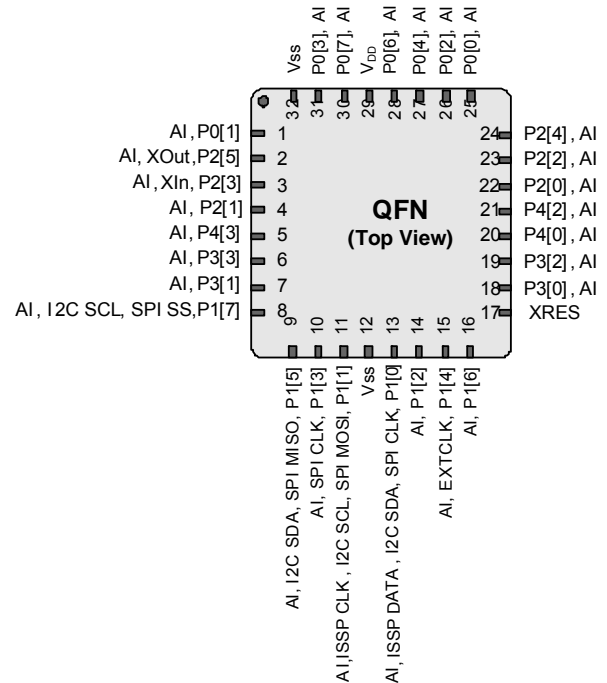 Vss
P0[3], AI
P0[7], AI
VDD
P0[6], AI
P0[4], AI
P0[2], AI
P0[0], AI
32
31
30
29
28
27
26
25
AI, P0[1]
1
AI, XOut, P2[5]
2
AI, XIn, P2[3]
3
AI, P2[1]
4
AI, P4[3]
5
AI, P3[3]
6
AI, P3[1]
7
AI, I2C SCL, SPI SS, P1[7]
8
QFN
(Top View)
24
P2[4], AI
23
P2[2], AI
22
P2[0], AI
21
P4[2], AI
20
P4[0], AI
19
P3[2], AI
18
P3[0], AI
17
XRES
9
10
11
12
13
14
15
16
AI, I2C SDA, SPI MISO, P1[5]
AI, SPI CLK, P1[3]
AI, ISSP CLK, I2C SCL, SPI MOSI, P1[1]
Vss
AI, ISSP DATA, I2C SDA, SPI CLK, P1[0]
AI, P1[2]
AI, EXTCLK, P1[4]
AI, P1[6]